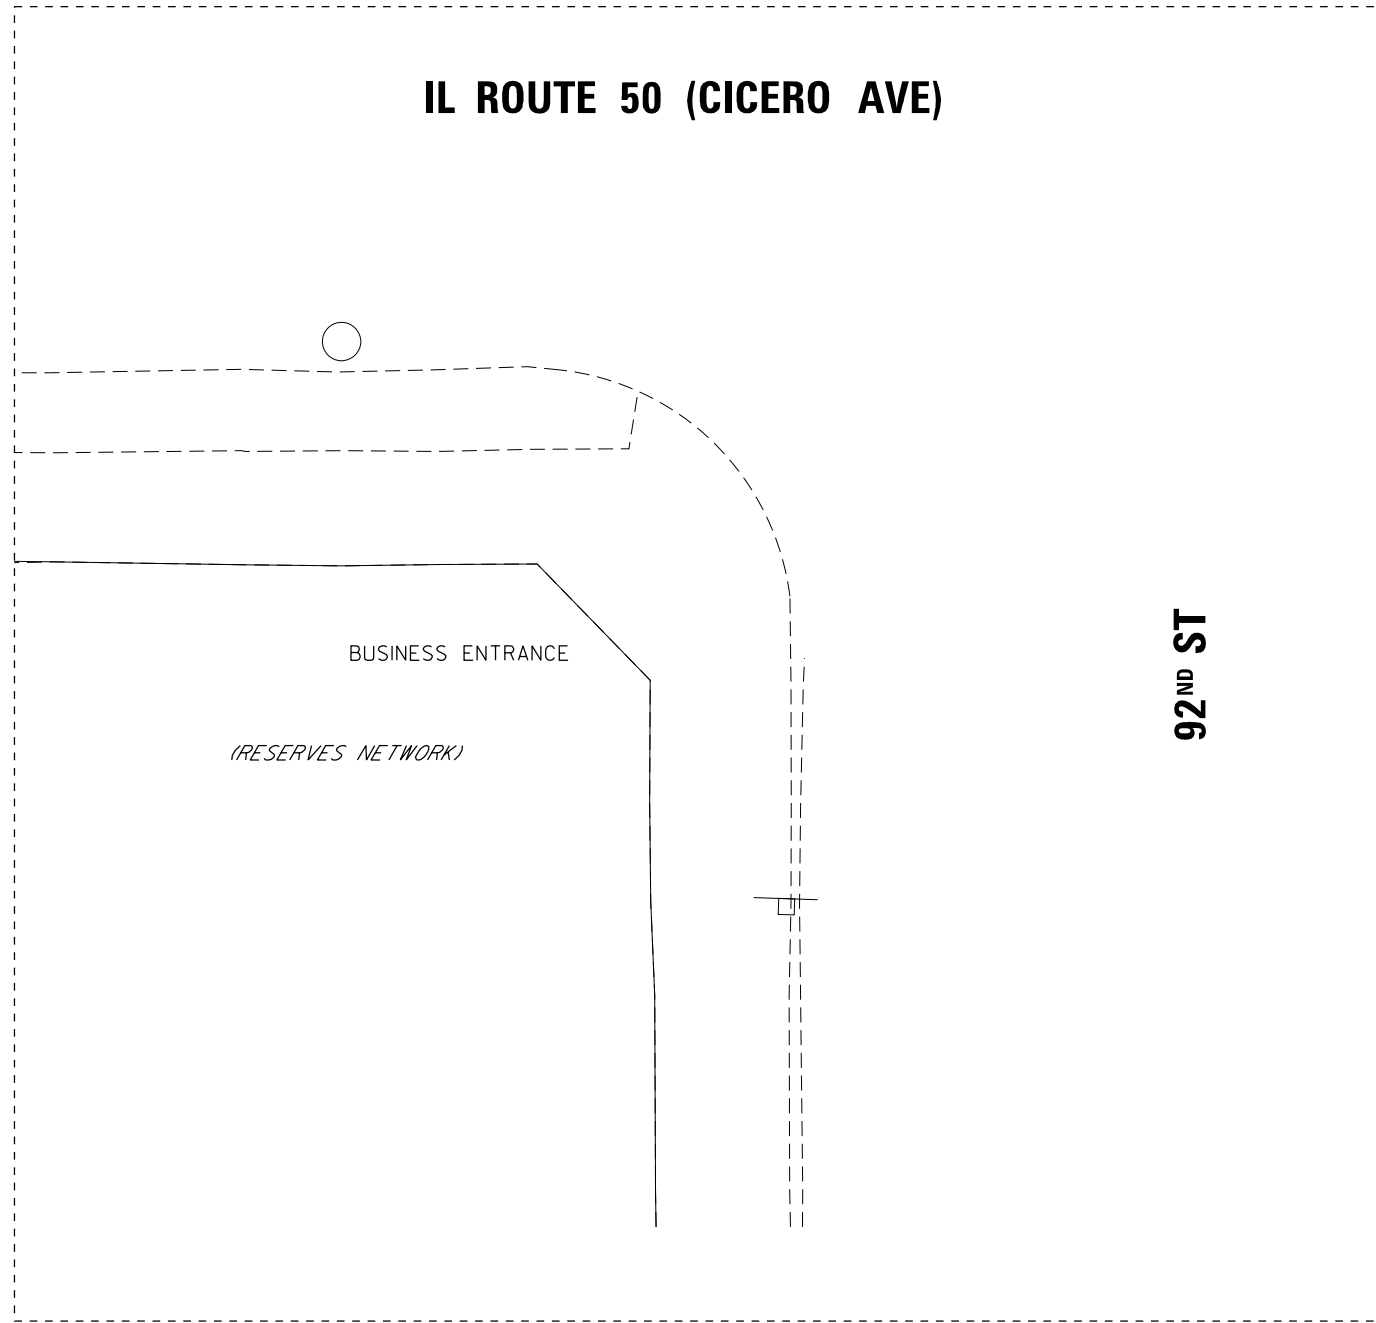 IL ROUTE 50 (CICERO AVE)
BUSINESS ENTRANCE
(RESERVES NETWORK)
92ND ST